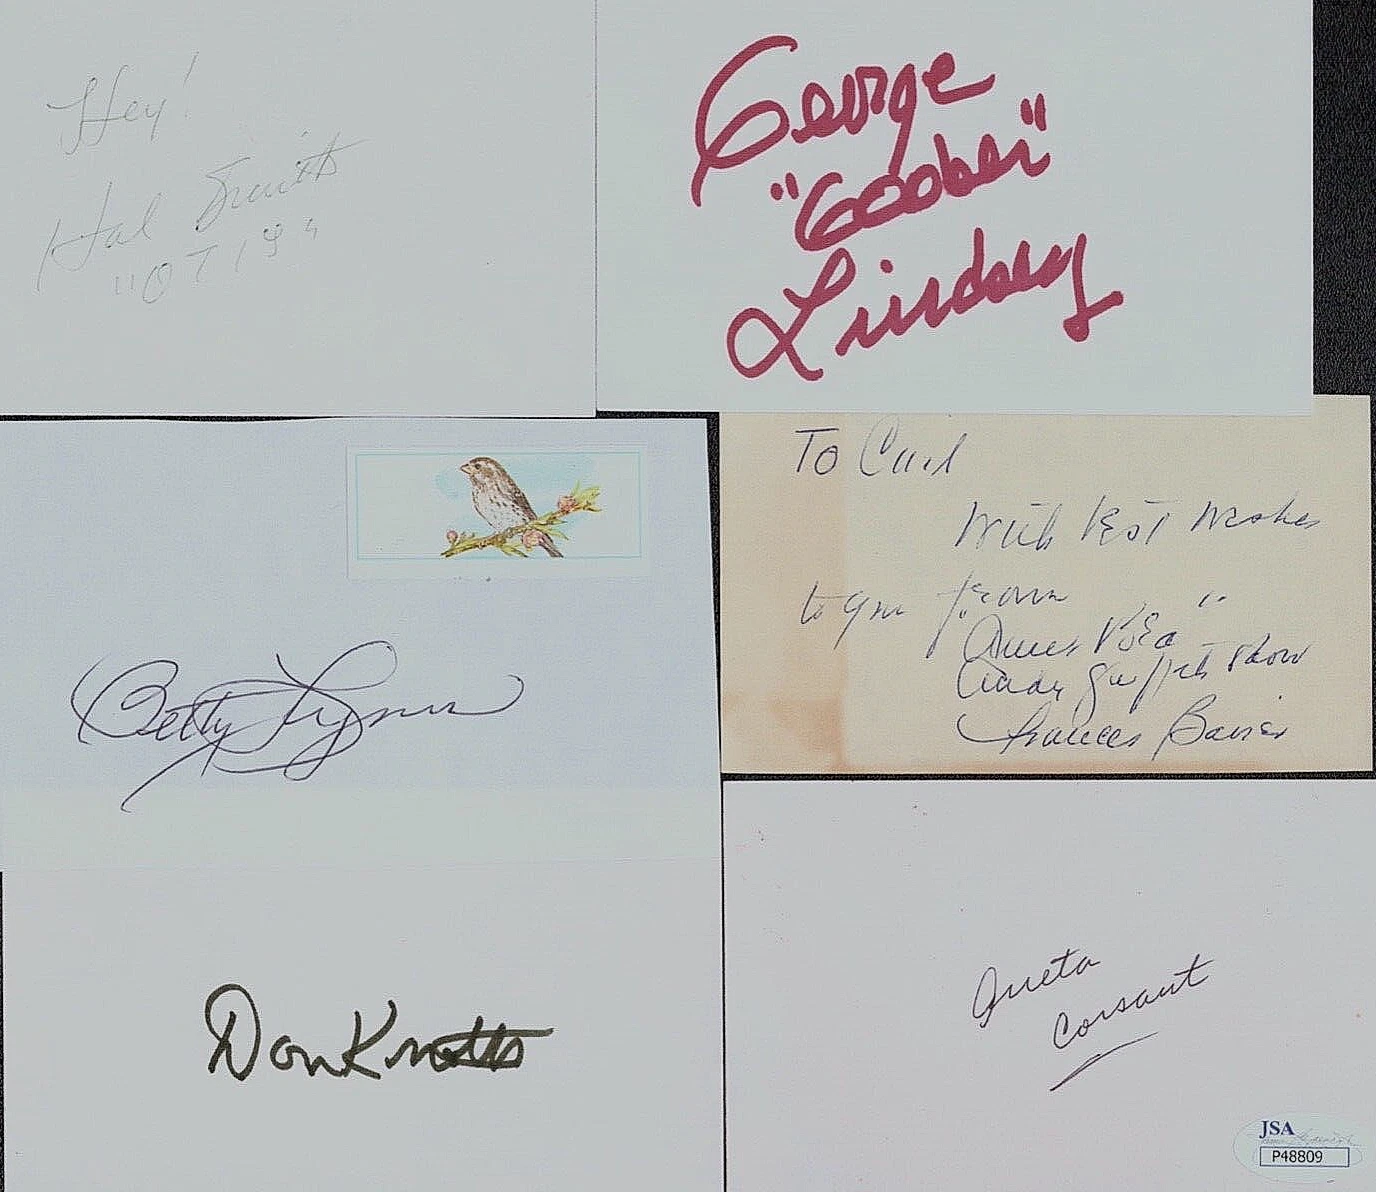 Hey!
Hal Smith
"OTIS"
George
"Goober"
Lindsey
To Carl
With best wishes
to you from
Aunt Bea"
Andy Griffith Show
Frances Bavier
Betty Lynn
Don Knotts
Aneta
Corsaut
JSA
P48809